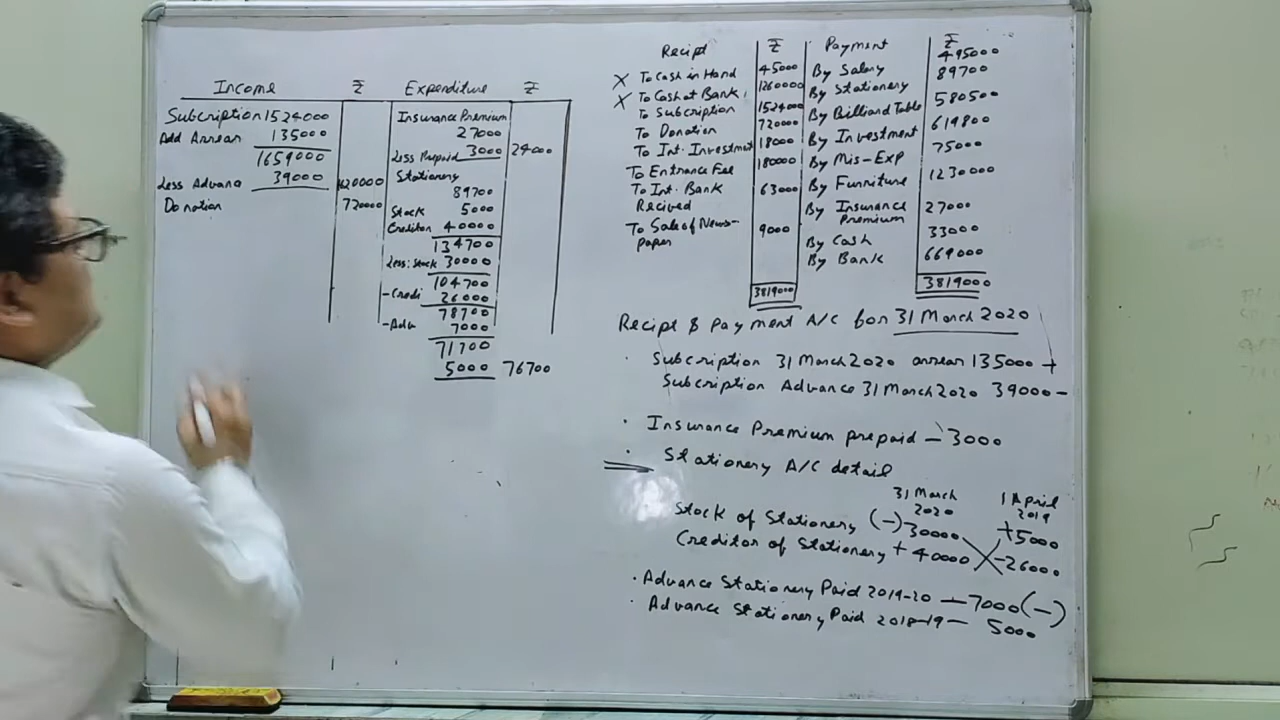 Income ₹ Expenditure ₹
Subcription 1524000
Add Arrear 135000
1659000
Less Advana 39000 1620000
Donation 720000
Insurance Premium
27000
Less Prepaid 3000 24000
Stationery
89700
Stock 5000
Creditor 40000
134700
Less: Stock 30000
104700
-Credi 26000
78700
-Adv 7000
71700
5000 76700
Recipt ₹ Payment ₹
X To Cash in Hand 45000 By Salary 495000
X To Cash at Bank 1260000 By Stationery 89700
To Subcription 1524000 By Billiand Table 580500
To Donation 720000 By Investment 619800
To Int. Investment 18000 By Mis-Exp 75000
To Entrance Fee 180000 By Furniture 1230000
To Int. Bank Recived 63000 By Insurance Premium 27000
To Sale of News-paper 9000 By Cash 33000
By Bank 669000
3819000 3819000
Recipt & Payment A/C for 31 March 2020
· Subcription 31 March 2020 arrear 135000 +
Subcription Advance 31 March 2020 39000 -
· Insurance Premium prepaid - 3000
· Stationery A/C detail
31 March 2020 1 April 2019
Stock of Stationery (-) 30000 +5000
Creditor of Stationery + 40000 -26000
· Advance Stationery Paid 2019-20 - 7000 (-)
· Advance Stationery Paid 2018-19 - 5000